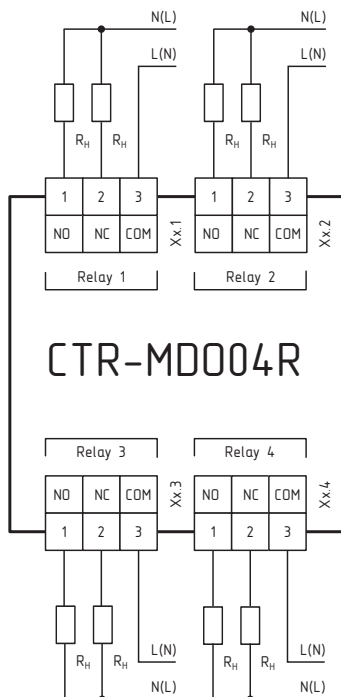 N(L) N(L)
L(N) L(N)
RH RH RH RH
1 2 3 1 2 3
NO NC COM Xx.1 NO NC COM Xx.2
Relay 1 Relay 2
CTR-MDO04R
Relay 3 Relay 4
NO NC COM Xx.3 NO NC COM Xx.4
1 2 3 1 2 3
RH RH L(N) RH RH L(N)
N(L) N(L)